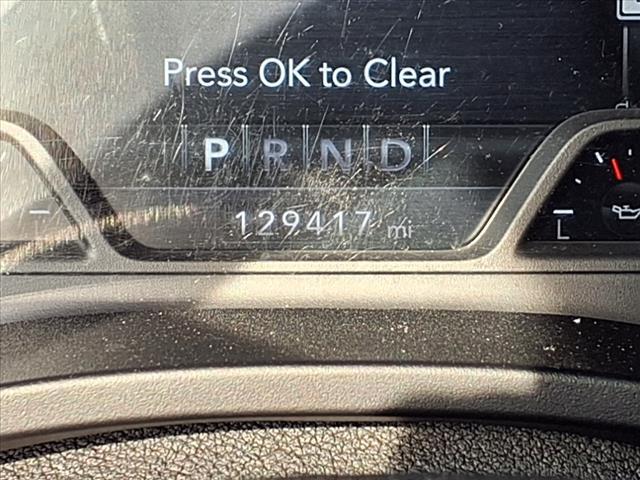 Press OK to Clear
P R N D
129417 mi
L
L